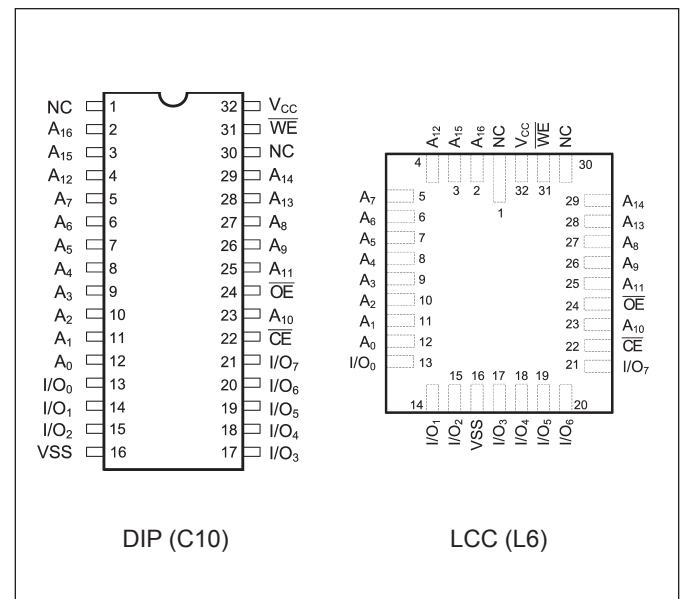 NC 1 32 VCC
A16 2 31 W̅E̅
A15 3 30 NC
A12 4 29 A14
A7 5 28 A13
A6 6 27 A8
A5 7 26 A9
A4 8 25 A11
A3 9 24 O̅E̅
A2 10 23 A10
A1 11 22 C̅E̅
A0 12 21 I/O7
I/O0 13 20 I/O6
I/O1 14 19 I/O5
I/O2 15 18 I/O4
VSS 16 17 I/O3
DIP (C10)
A12 A15 A16 NC VCC W̅E̅ NC
4 3 2 1 32 31 30
A7 5 29 A14
A6 6 28 A13
A5 7 27 A8
A4 8 26 A9
A3 9 25 A11
A2 10 24 O̅E̅
A1 11 23 A10
A0 12 22 C̅E̅
I/O0 13 21 I/O7
14 15 16 17 18 19 20
I/O1 I/O2 VSS I/O3 I/O4 I/O5 I/O6
LCC (L6)